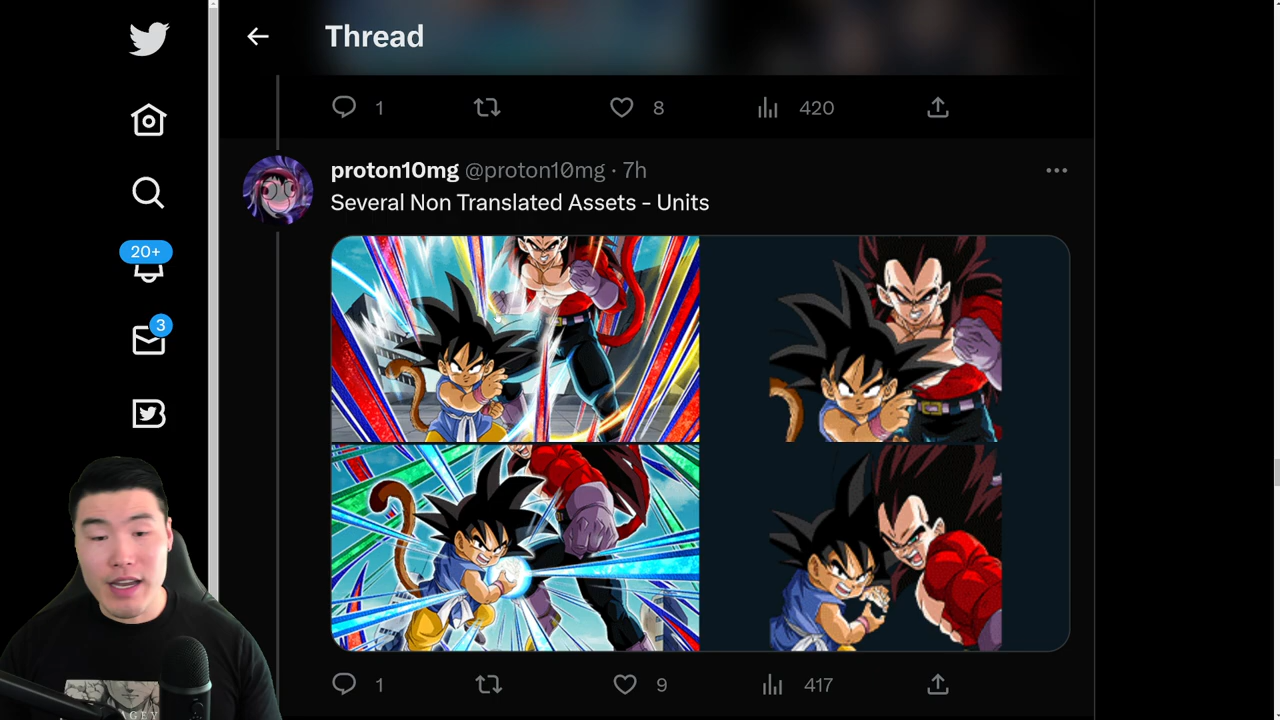 Thread
1
8
420
20+
3
proton10mg @proton10mg · 7h
Several Non Translated Assets - Units
1
9
417